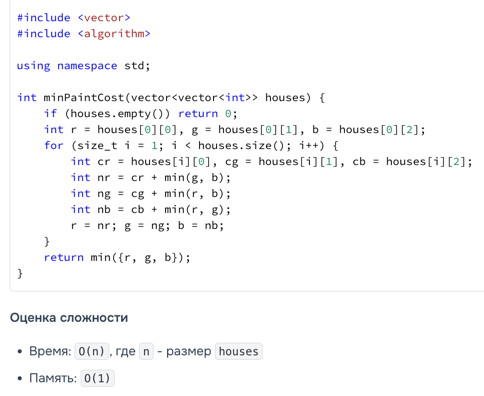 #include <vector>
#include <algorithm>

using namespace std;

int minPaintCost(vector<vector<int>> houses) {
    if (houses.empty()) return 0;
    int r = houses[0][0], g = houses[0][1], b = houses[0][2];
    for (size_t i = 1; i < houses.size(); i++) {
        int cr = houses[i][0], cg = houses[i][1], cb = houses[i][2];
        int nr = cr + min(g, b);
        int ng = cg + min(r, b);
        int nb = cb + min(r, g);
        r = nr; g = ng; b = nb;
    }
    return min({r, g, b});
}

Оценка сложности
• Время: O(n), где n - размер houses
• Память: O(1)